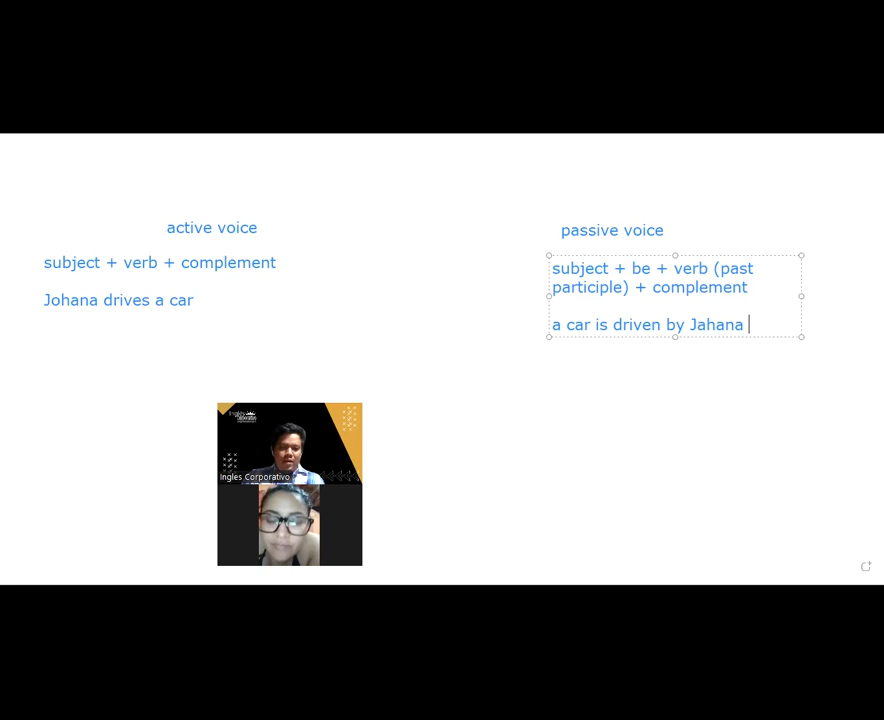 active voice
subject + verb + complement
Johana drives a car
passive voice
subject + be + verb (past
participle) + complement
a car is driven by Jahana
Ingles Corporativo